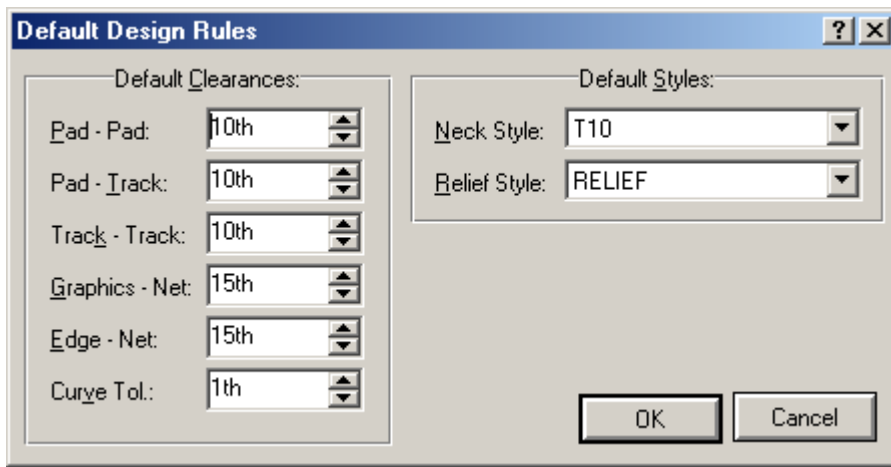 Default Design Rules
Default Clearances:
Pad - Pad: 10th
Pad - Track: 10th
Track - Track: 10th
Graphics - Net: 15th
Edge - Net: 15th
Curve Tol.: 1th
Default Styles:
Neck Style: T10
Relief Style: RELIEF
OK Cancel